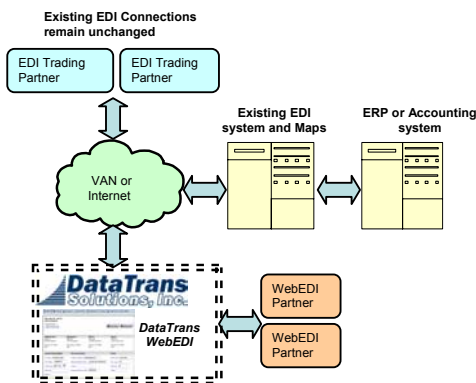 Existing EDI Connections
remain unchanged
EDI Trading
Partner
EDI Trading
Partner
Existing EDI
system and Maps
ERP or Accounting
system
VAN or
Internet
DataTrans
Solutions, Inc.
DataTrans
WebEDI
WebEDI
Partner
WebEDI
Partner